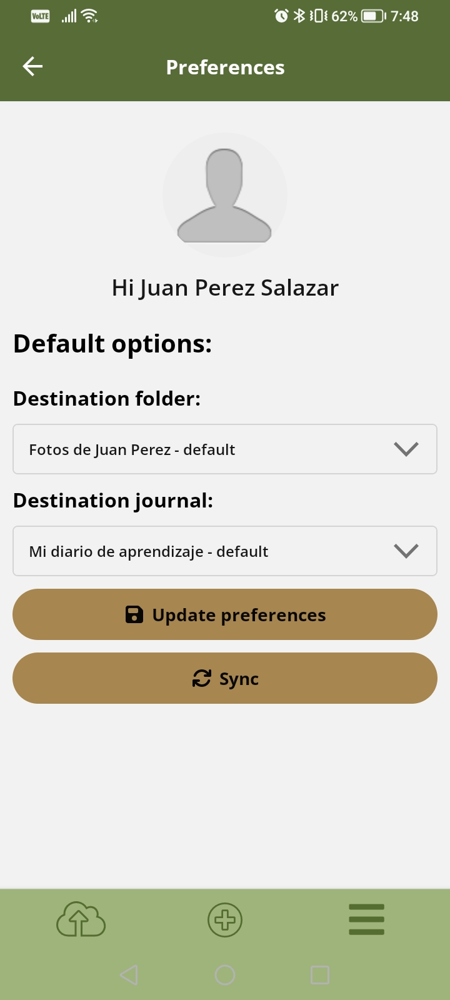 VoLTE 62% 7:48
Preferences
Hi Juan Perez Salazar
Default options:
Destination folder:
Fotos de Juan Perez - default
Destination journal:
Mi diario de aprendizaje - default
Update preferences
Sync